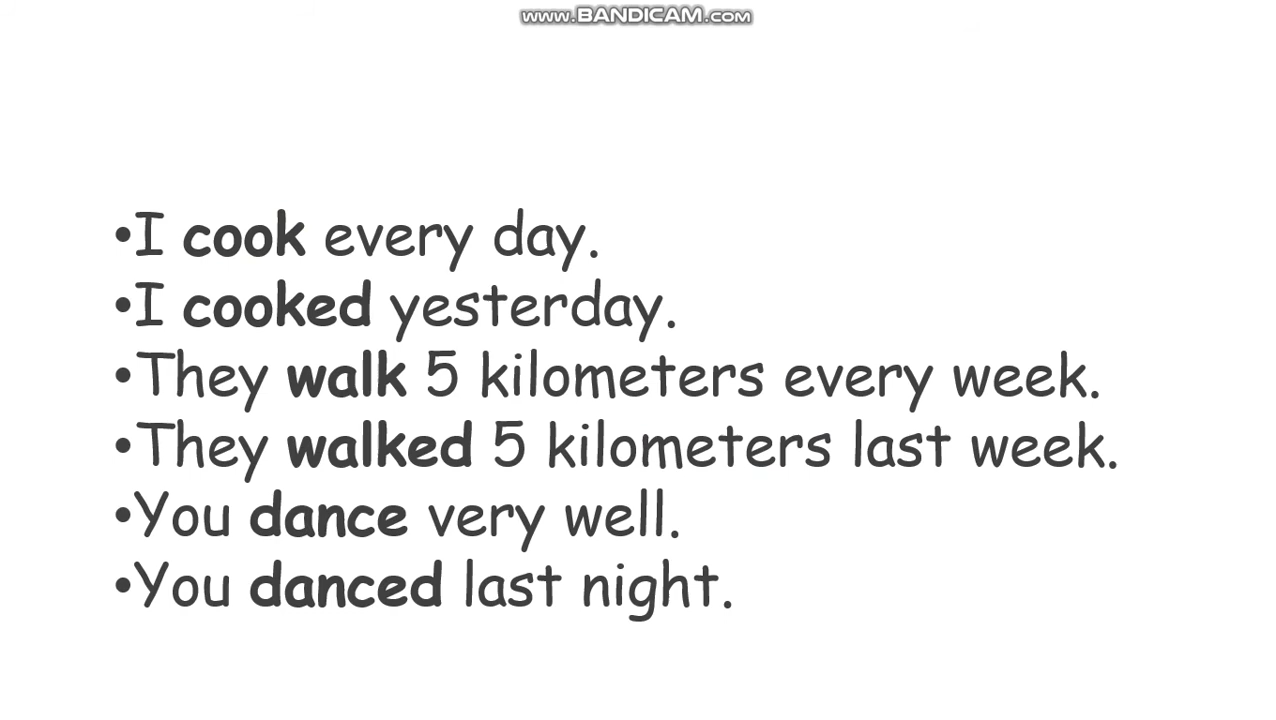 www.BANDICAM.com
•I cook every day.
•I cooked yesterday.
•They walk 5 kilometers every week.
•They walked 5 kilometers last week.
•You dance very well.
•You danced last night.